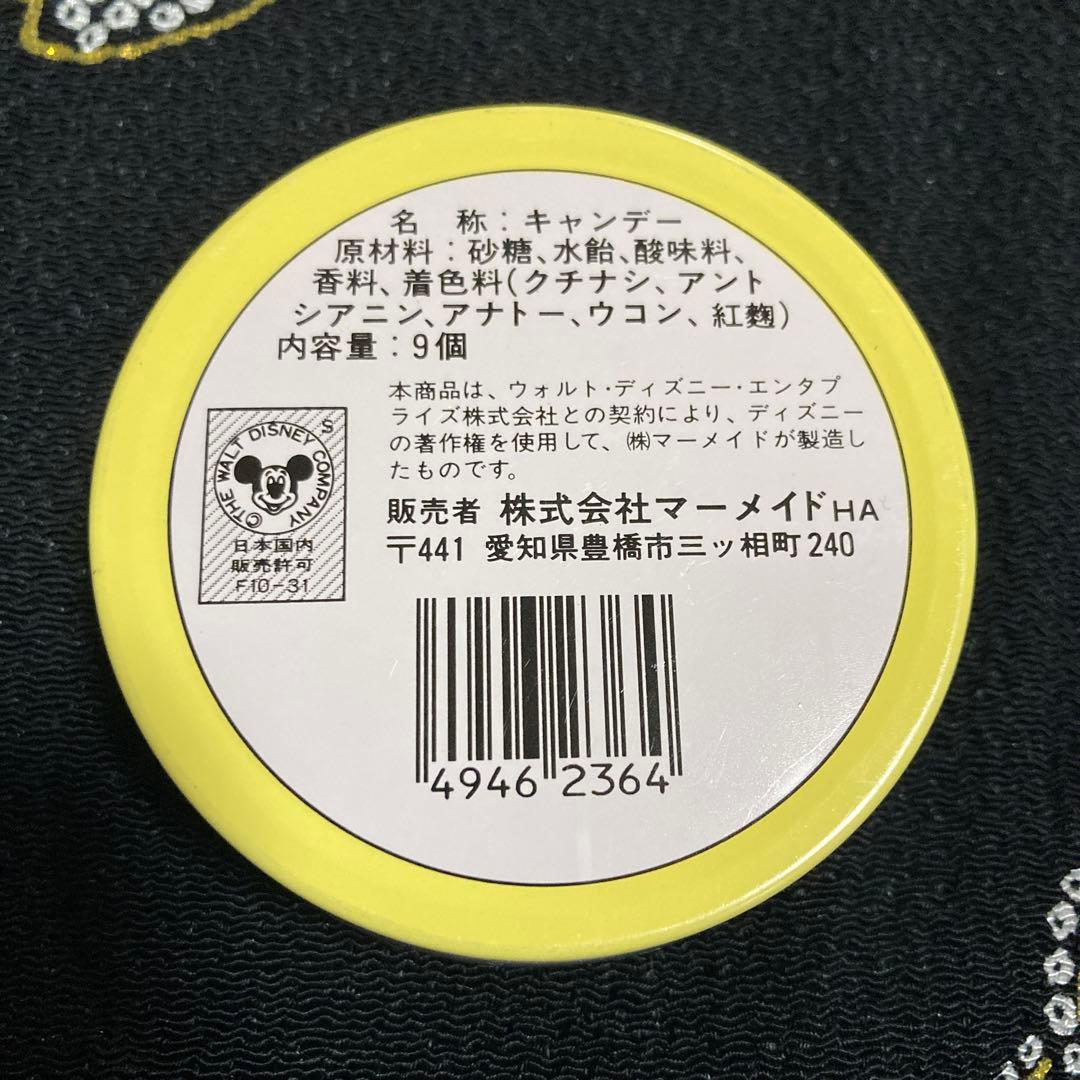 名 称：キャンデー
原材料：砂糖、水飴、酸味料、
香料、着色料(クチナシ、アント
シアニン、アナトー、ウコン、紅麹)
内容量：9個
本商品は、ウォルト・ディズニー・エンタプ
ライズ株式会社との契約により、ディズニー
の著作権を使用して、㈱マーメイドが製造し
たものです。
S
©THE WALT DISNEY COMPANY
日本国内
販売許可
F10-31
販売者 株式会社マーメイドHA
〒441 愛知県豊橋市三ッ相町240
4946 2364